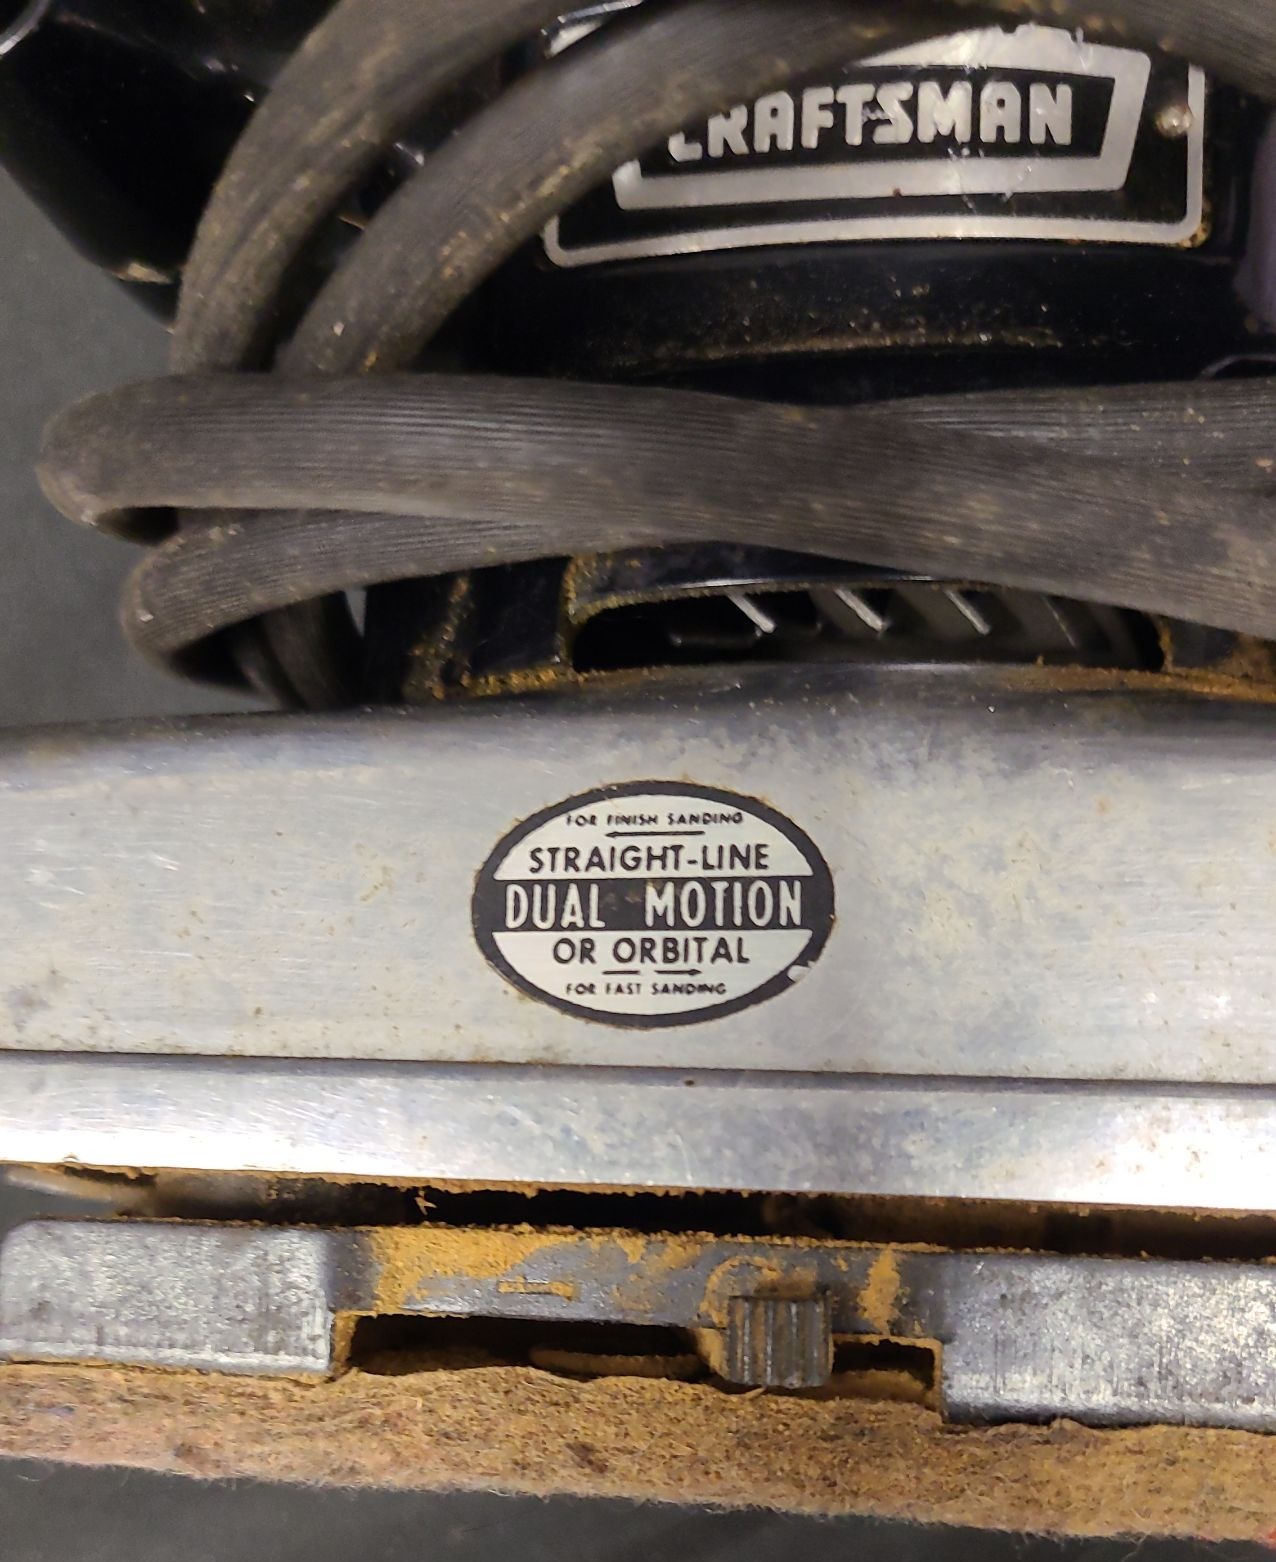 CRAFTSMAN
FOR FINISH SANDING
STRAIGHT-LINE
DUAL MOTION
OR ORBITAL
FOR FAST SANDING